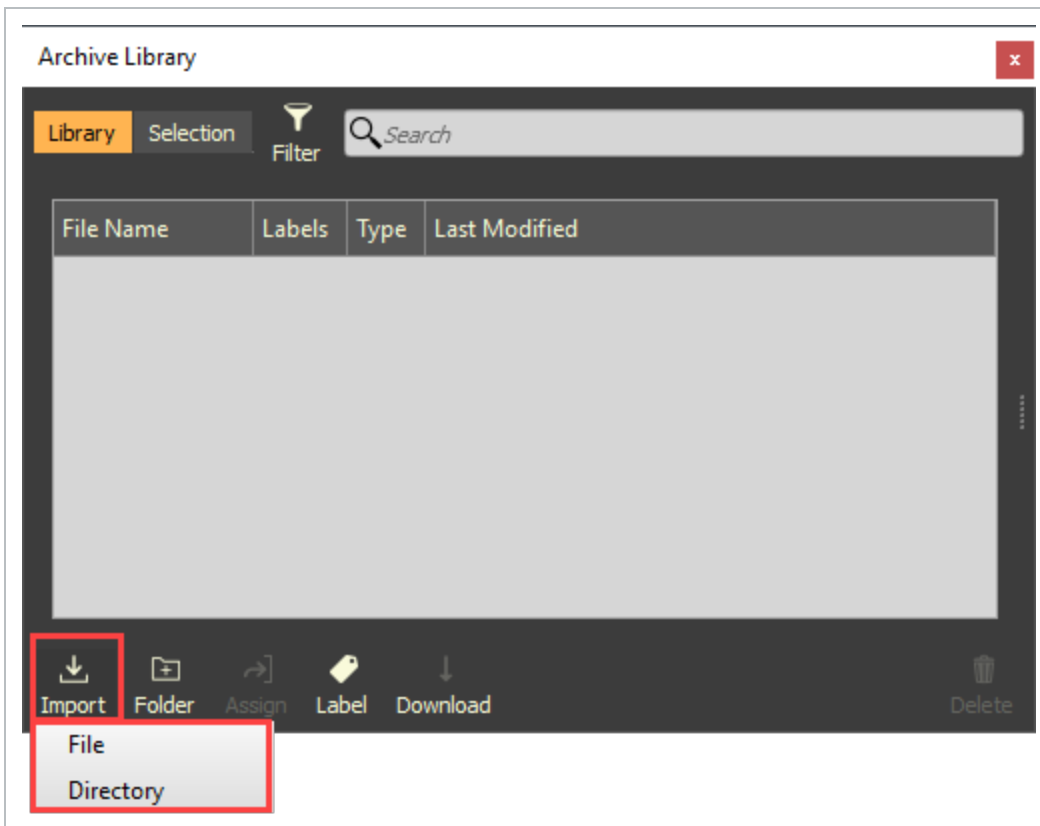 Archive Library
x
Library Selection Filter Search
File Name Labels Type Last Modified
Import Folder Assign Label Download Delete
File
Directory